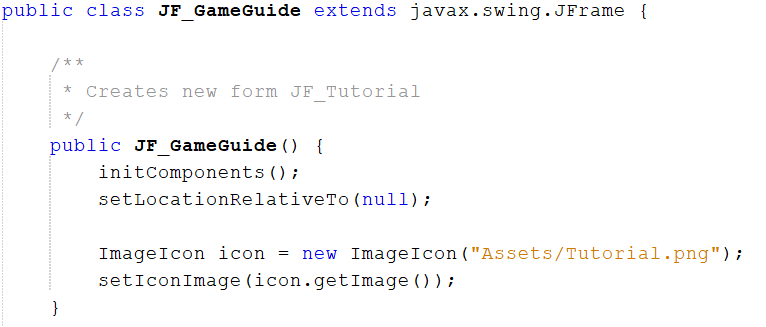 public class JF_GameGuide extends javax.swing.JFrame {
/**
* Creates new form JF_Tutorial
*/
public JF_GameGuide() {
initComponents();
setLocationRelativeTo(null);
ImageIcon icon = new ImageIcon("Assets/Tutorial.png");
setIconImage(icon.getImage());
}